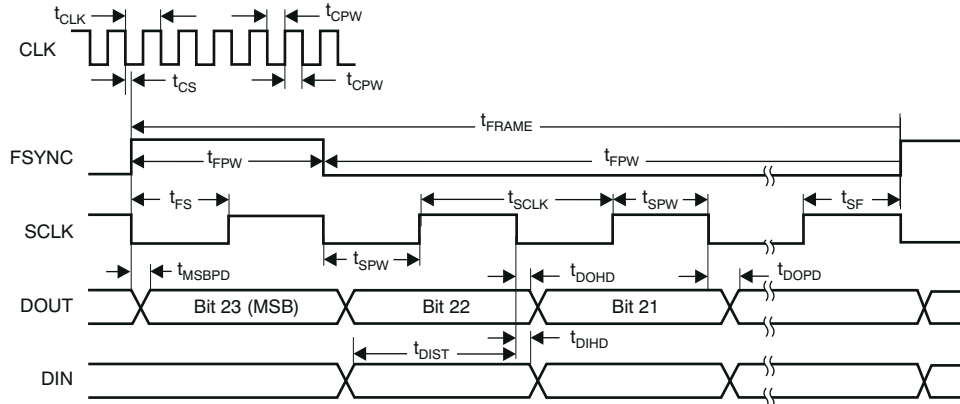 tCLK
tCPW
CLK
tCS
tCPW
tFRAME
FSYNC
tFPW
tFPW
tFS
tSCLK
tSPW
tSF
SCLK
tSPW
tMSBPD
tDOHD
tDOPD
DOUT
Bit 23 (MSB)
Bit 22
Bit 21
tDIST
tDIHD
DIN